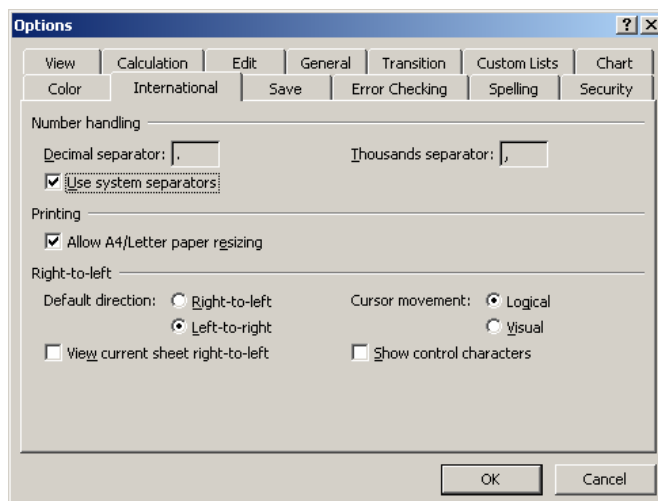 Options
View Calculation Edit General Transition Custom Lists Chart
Color International Save Error Checking Spelling Security
Number handling
Decimal separator: . Thousands separator: ,
Use system separators
Printing
Allow A4/Letter paper resizing
Right-to-left
Default direction: Right-to-left Cursor movement: Logical
Left-to-right Visual
View current sheet right-to-left Show control characters
OK Cancel